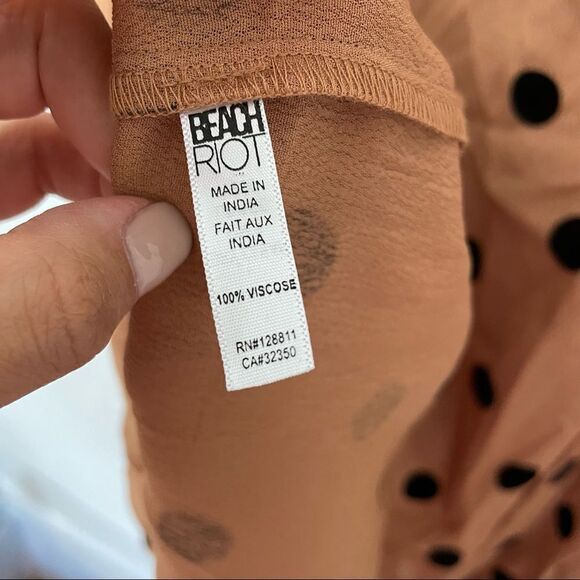 BEACH
RIOT
MADE IN
INDIA
FAIT AUX
INDIA
100% VISCOSE
RN#128811
CA#32350